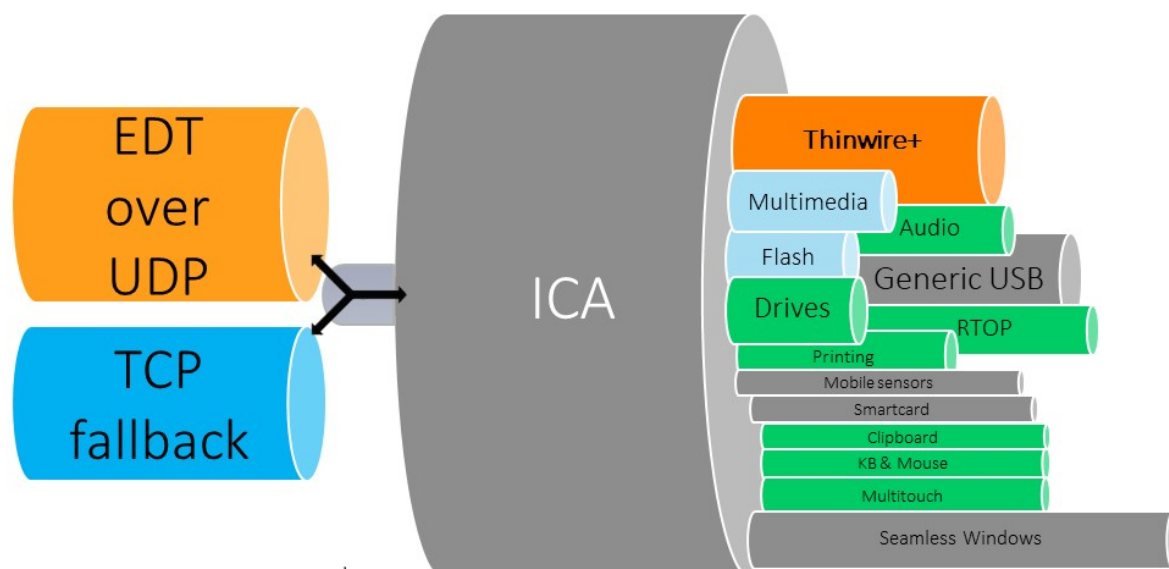 EDT
over
UDP
TCP
fallback
ICA
Thinwire+
Multimedia
Audio
Flash
Generic USB
Drives
RTOP
Printing
Mobile sensors
Smartcard
Clipboard
KB & Mouse
Multitouch
Seamless Windows